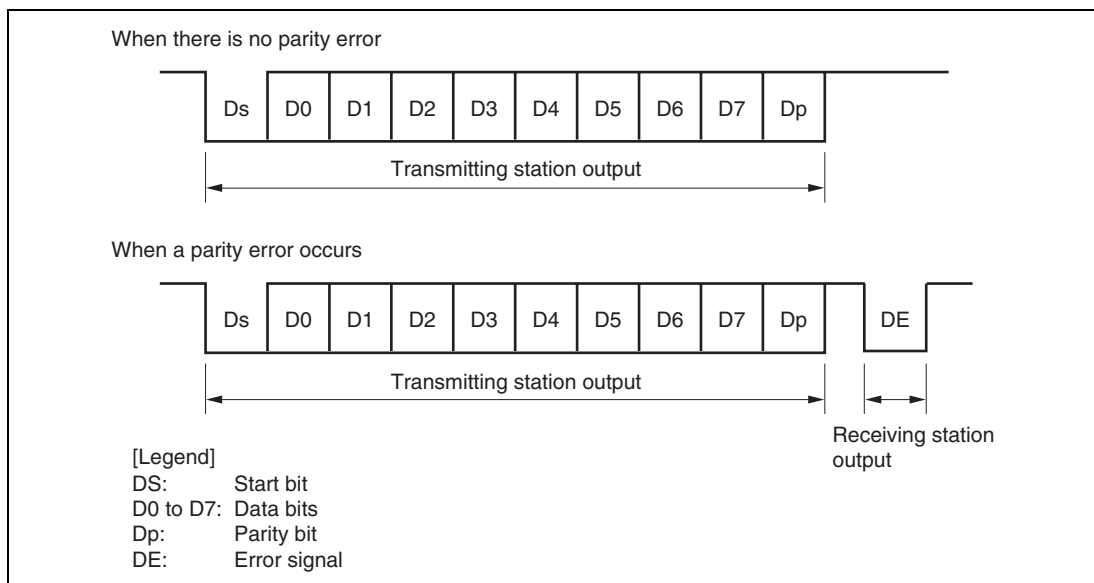 When there is no parity error
Ds D0 D1 D2 D3 D4 D5 D6 D7 Dp
Transmitting station output
When a parity error occurs
Ds D0 D1 D2 D3 D4 D5 D6 D7 Dp DE
Transmitting station output
Receiving station
output
[Legend]
DS: Start bit
D0 to D7: Data bits
Dp: Parity bit
DE: Error signal